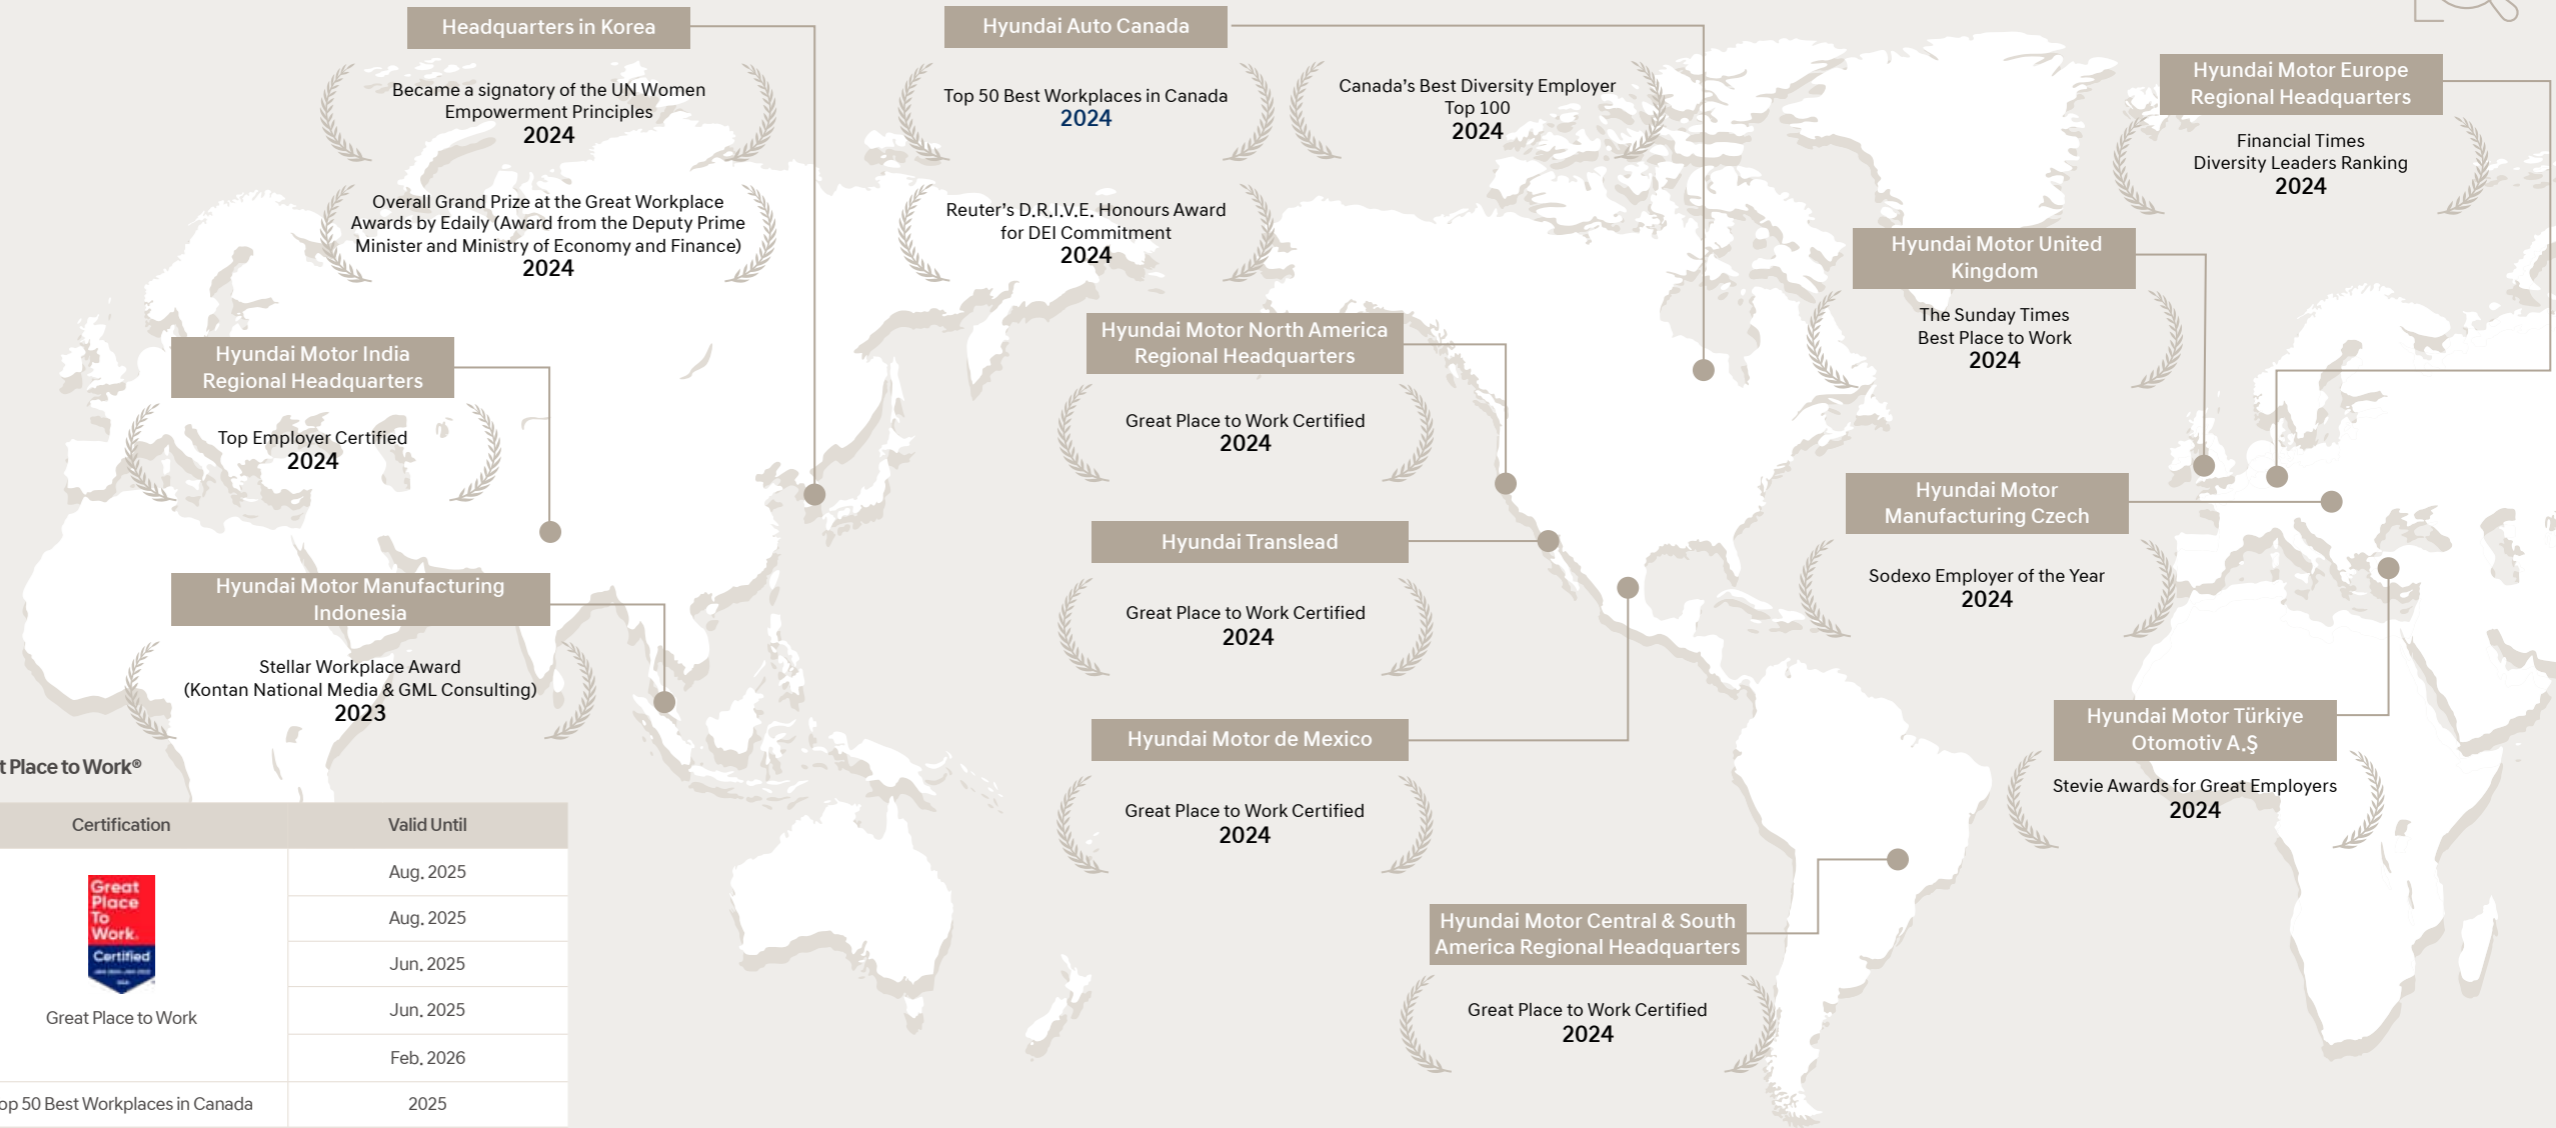 Headquarters in Korea
Became a signatory of the UN Women
Empowerment Principles
2024
Overall Grand Prize at the Great Workplace
Awards by Edaily (Award from the Deputy Prime
Minister and Ministry of Economy and Finance)
2024
Hyundai Auto Canada
Top 50 Best Workplaces in Canada
2024
Canada's Best Diversity Employer
Top 100
2024
Reuter's D.R.I.V.E. Honours Award
for DEI Commitment
2024
Hyundai Motor Europe
Regional Headquarters
Financial Times
Diversity Leaders Ranking
2024
Hyundai Motor United
Kingdom
The Sunday Times
Best Place to Work
2024
Hyundai Motor India
Regional Headquarters
Top Employer Certified
2024
Hyundai Motor North America
Regional Headquarters
Great Place to Work Certified
2024
Hyundai Motor
Manufacturing Czech
Sodexo Employer of the Year
2024
Hyundai Translead
Great Place to Work Certified
2024
Hyundai Motor Manufacturing
Indonesia
Stellar Workplace Award
(Kontan National Media & GML Consulting)
2023
Hyundai Motor de Mexico
Great Place to Work Certified
2024
Hyundai Motor Türkiye
Otomotiv A.Ş
Stevie Awards for Great Employers
2024
Hyundai Motor Central & South
America Regional Headquarters
Great Place to Work Certified
2024
t Place to Work®
Certification
Valid Until
Great
Place
To
Work.
Certified
Great Place to Work
Aug. 2025
Aug. 2025
Jun. 2025
Jun. 2025
Feb. 2026
op 50 Best Workplaces in Canada
2025